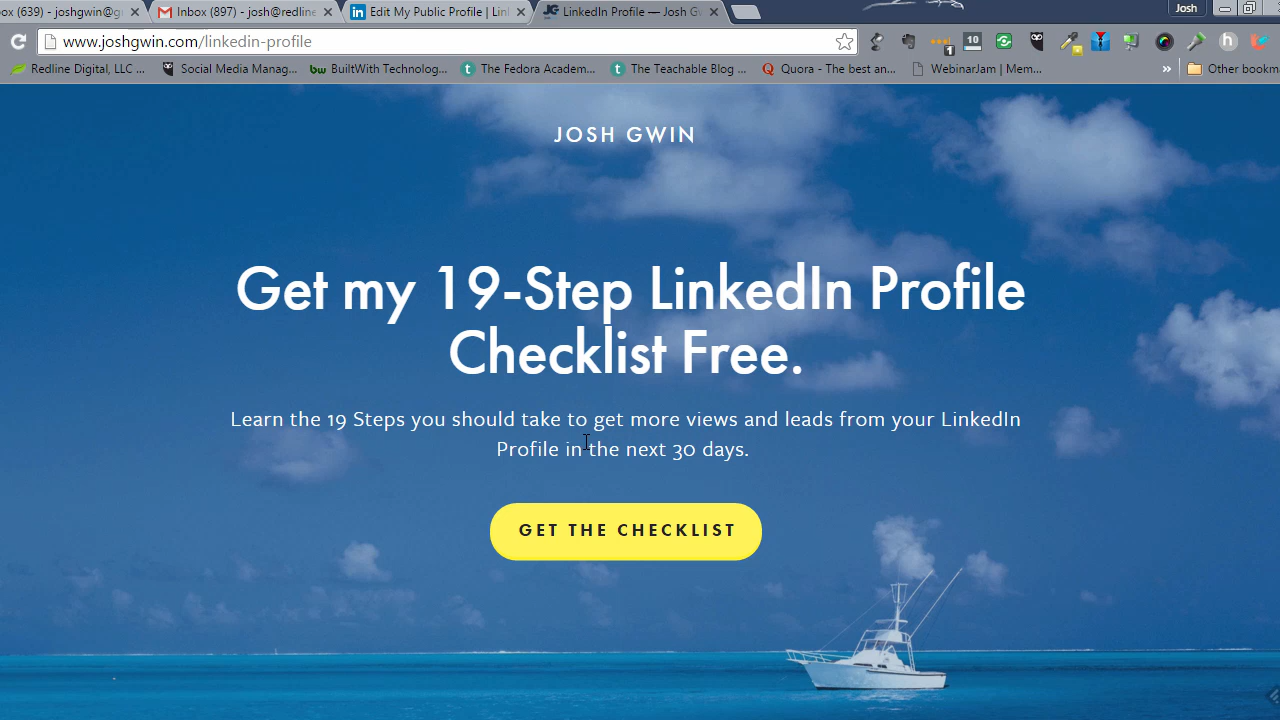 ox (639) - joshgwin@g
Inbox (897) - josh@redline
Edit My Public Profile | Linl
LinkedIn Profile — Josh G
Josh
www.joshgwin.com/linkedin-profile
1
10
h
Redline Digital, LLC ...
Social Media Manag...
bw
BuiltWith Technolog...
t
The Fedora Academ...
t
The Teachable Blog ...
Q
Quora - The best an...
WebinarJam | Mem...
»
Other bookm
JOSH GWIN
Get my 19-Step LinkedIn Profile
Checklist Free.
Learn the 19 Steps you should take to get more views and leads from your LinkedIn
Profile in the next 30 days.
GET THE CHECKLIST